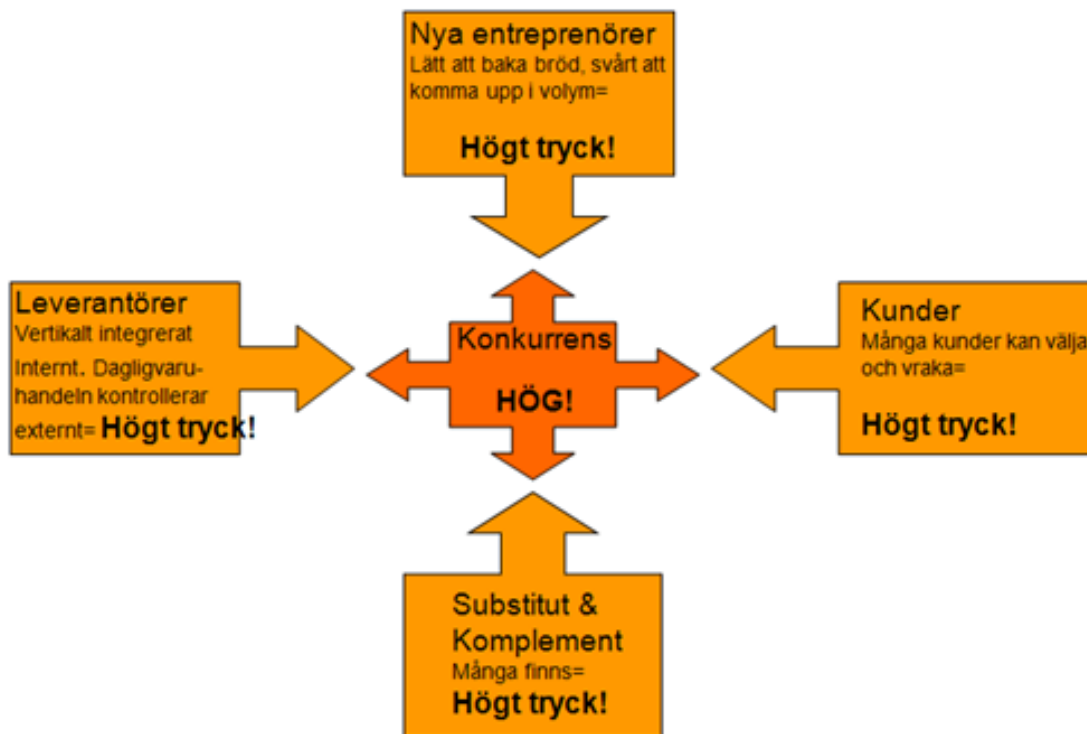 Nya entreprenörer
Lätt att baka bröd, svårt att
komma upp i volym=
Högt tryck!
Leverantörer
Vertikalt integrerat
Internt. Dagligvaru-
handeln kontrollerar
externt= Högt tryck!
Konkurrens
HÖG!
Kunder
Många kunder kan välja
och vraka=
Högt tryck!
Substitut &
Komplement
Många finns=
Högt tryck!